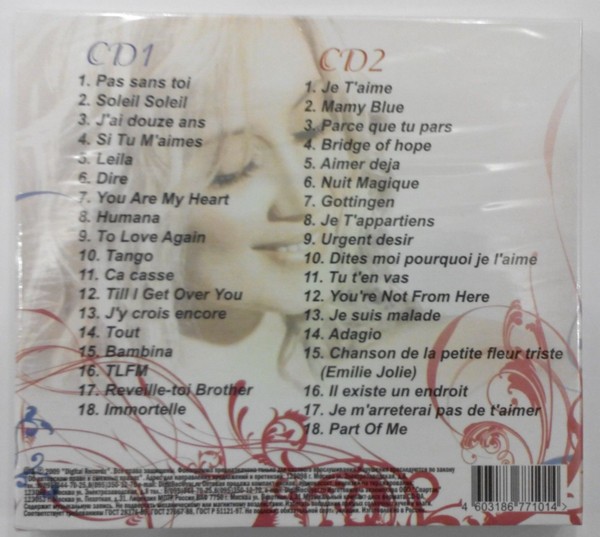 CD1
1. Pas sans toi
2. Soleil Soleil
3. J'ai douze ans
4. Si Tu M'aimes
5. Leila
6. Dire
7. You Are My Heart
8. Humana
9. To Love Again
10. Tango
11. Ca casse
12. Till I Get Over You
13. J'y crois encore
14. Tout
15. Bambina
16. TLFM
17. Reveille-toi Brother
18. Immortelle
CD2
1. Je T'aime
2. Mamy Blue
3. Parce que tu pars
4. Bridge of hope
5. Aimer deja
6. Nuit Magique
7. Gottingen
8. Je T'appartiens
9. Urgent desir
10. Dites moi pourquoi je l'aime
11. Tu t'en vas
12. You're Not From Here
13. Je suis malade
14. Adagio
15. Chanson de la petite fleur triste
(Emilie Jolie)
16. Il existe un endroit
17. Je m'arreterai pas de t'aimer
18. Part Of Me
2009 "Digital Records". Все права защищены.
4 603186 771014 >